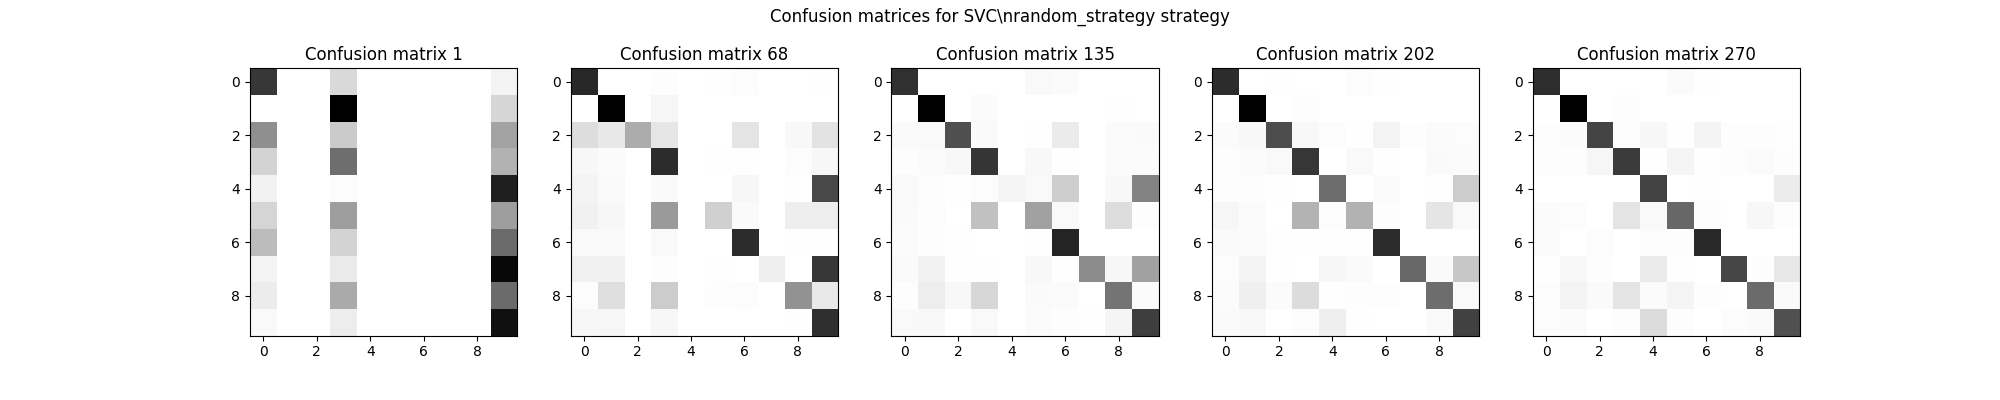 Confusion matrices for SVC\nrandom_strategy strategy
Confusion matrix 1 Confusion matrix 68 Confusion matrix 135 Confusion matrix 202 Confusion matrix 270
0 0 0 0 0
2 2 2 2 2
4 4 4 4 4
6 6 6 6 6
8 8 8 8 8
0 2 4 6 8 0 2 4 6 8 0 2 4 6 8 0 2 4 6 8 0 2 4 6 8